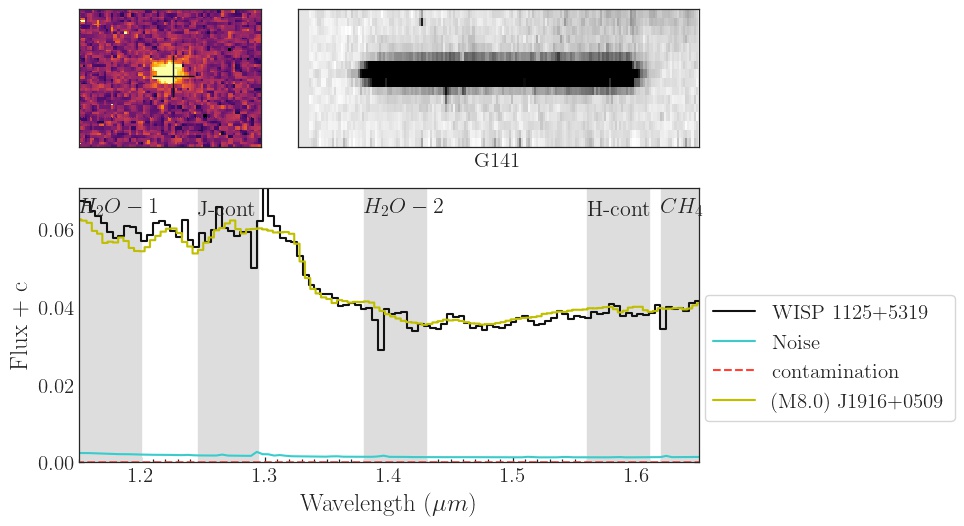 G141
H₂O − 1
J-cont
H₂O − 2
H-cont
CH₄
Flux + c
0.06
0.04
0.02
0.00
1.2
1.3
1.4
1.5
1.6
Wavelength (μm)
WISP 1125+5319
Noise
contamination
(M8.0) J1916+0509